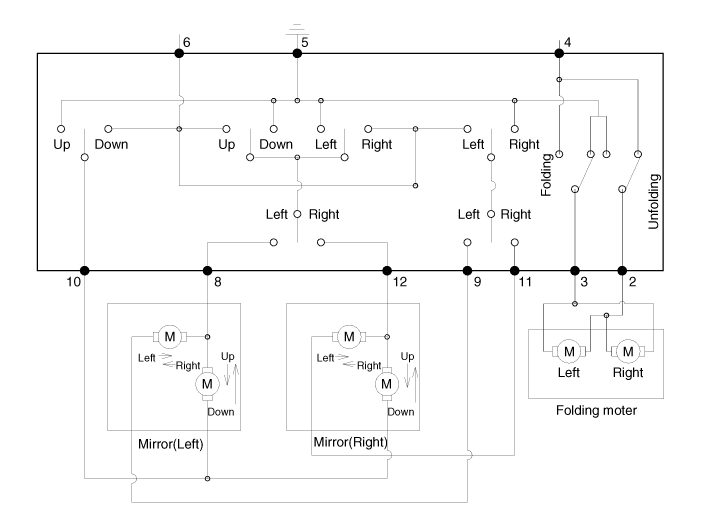 6 5 4
Up Down Up Down Left Right Left Right
Folding
Unfolding
Left Right Left Right
10 8 12 9 11 3 2
M M M M
Left Right Up Left Right Up
M M
Down Down Left Right
Mirror(Left) Mirror(Right) Folding moter